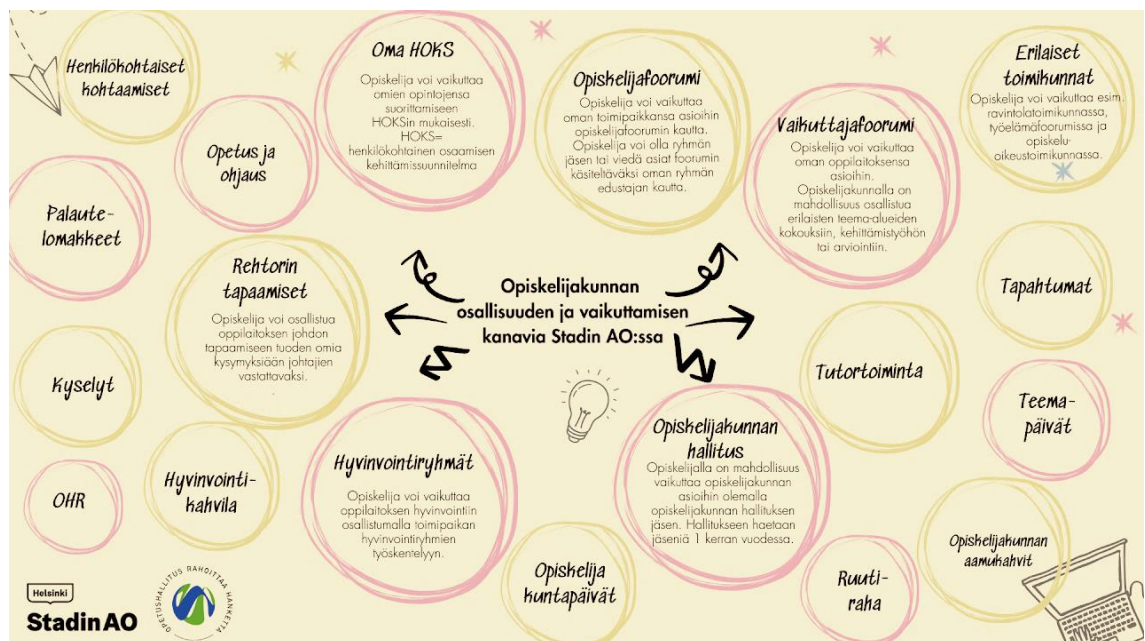 Henkilökohtaiset
kohtaamiset
Oma HOKS
Opiskelija voi vaikuttaa
omien opintojensa
suorittamiseen
HOKSin mukaisesti.
HOKS=
henkilökohtainen osaamisen
kehittämissuunnitelma
Opiskelijafoorumi
Opiskelija voi vaikuttaa
oman toimipaikkansa asioihin
opiskelijafoorumin kautta.
Opiskelija voi olla ryhmän
jäsen tai viedä asiat foorumin
käsiteltäväksi oman ryhmän
edustajan kautta.
Vaikuttajafoorumi
Opiskelija voi vaikuttaa
oman oppilaitoksensa
asioihin.
Opiskelijakunnalla on
mahdollisuus osallistua
erilaisten teema-alueiden
kokouksiin, kehittämistyöhön
tai arviointiin.
Erilaiset
toimikunnat
Opiskelija voi vaikuttaa esim.
ravintolatoimikunnassa,
työelämäfoorumissa ja
opiskelu-
oikeustoimikunnassa.
Opetus ja
ohjaus
Palaute-
lomakkeet
Rehtorin
tapaamiset
Opiskelija voi osallistua
oppilaitoksen johdon
tapaamiseen tuoden omia
kysymyksiään johtajien
vastattavaksi.
Opiskelijakunnan
osallisuuden ja vaikuttamisen
kanavia Stadin AO:ssa
Tapahtumat
Kyselyt
Tutortoiminta
Teema-
päivät
OHR
Hyvinvointi-
kahvila
Hyvinvointiryhmät
Opiskelija voi vaikuttaa
oppilaitoksen hyvinvointiin
osallistumalla toimipaikan
hyvinvointiryhmien
työskentelyyn.
Opiskelijakunnan
hallitus
Opiskelijalla on mahdollisuus
vaikuttaa opiskelijakunnan
asioihin olemalla
opiskelijakunnan hallituksen
jäsen. Hallitukseen haetaan
jäseniä 1 kerran vuodessa.
Opiskelija
kuntapäivät
Ruuti-
raha
Opiskelijakunnan
aamukahvit
Helsinki
Stadin AO
OPETUSHALLITUS RAHOITTAA HANKETTA